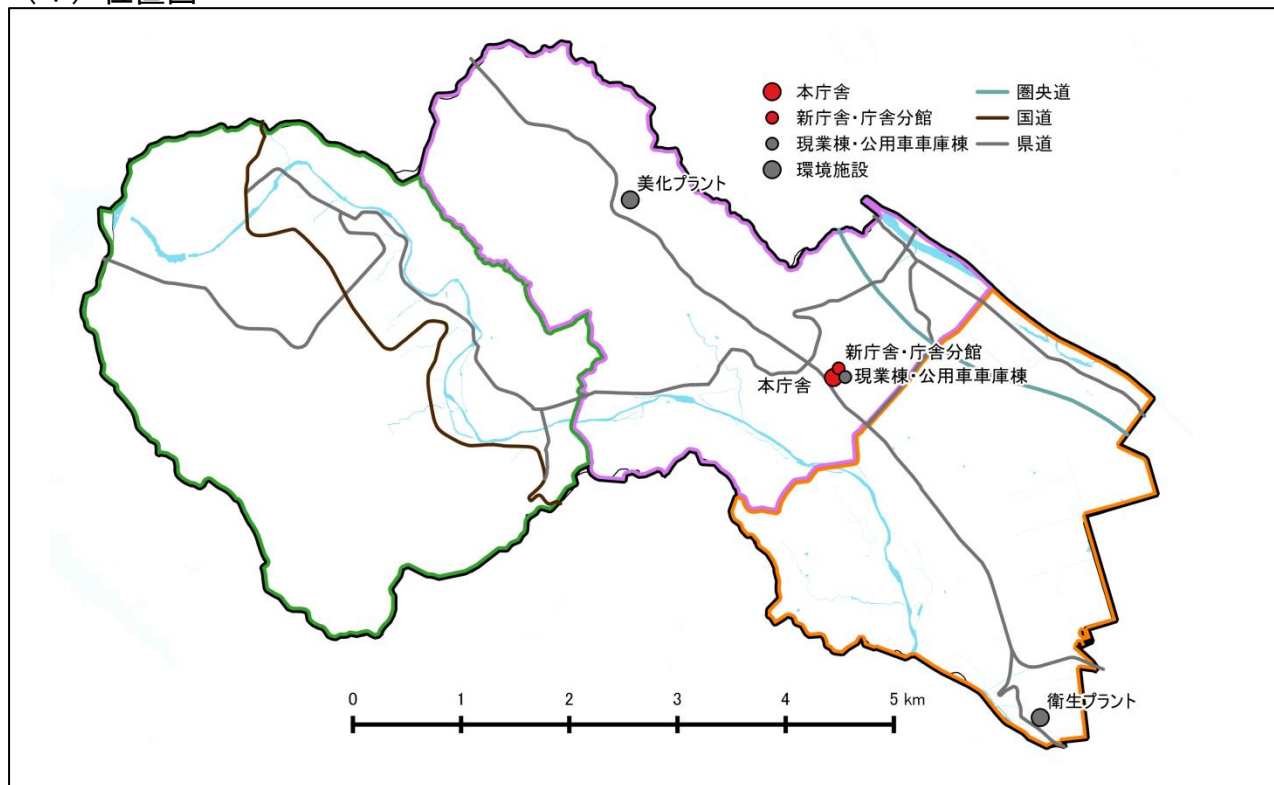 本庁舎
圏央道
新庁舎・庁舎分館
国道
現業棟・公用車車庫棟
県道
環境施設
美化プラント
新庁舎・庁舎分館
本庁舎
現業棟・公用車車庫棟
衛生プラント
0 1 2 3 4 5 km